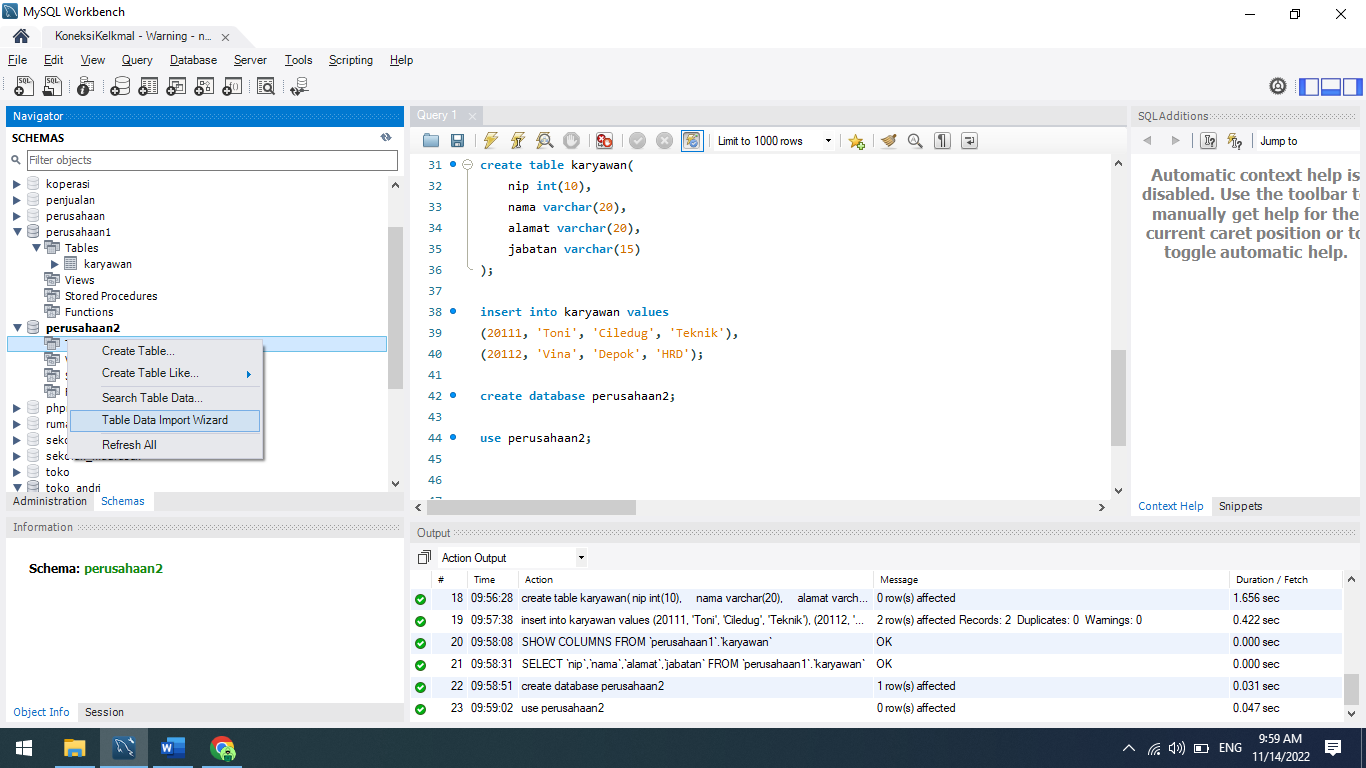 MySQL Workbench
KoneksiKelkmal - Warning - n...
File Edit View Query Database Server Tools Scripting Help
Navigator
SCHEMAS
Filter objects
koperasi
penjualan
perusahaan
perusahaan1
Tables
karyawan
Views
Stored Procedures
Functions
perusahaan2
Create Table...
Create Table Like...
Search Table Data...
Table Data Import Wizard
Refresh All
toko
toko_andri
Administration Schemas
Information
Schema: perusahaan2
Object Info Session
Query 1
Limit to 1000 rows
31 create table karyawan(
32 nip int(10),
33 nama varchar(20),
34 alamat varchar(20),
35 jabatan varchar(15)
36 );
37
38 insert into karyawan values
39 (20111, 'Toni', 'Ciledug', 'Teknik'),
40 (20112, 'Vina', 'Depok', 'HRD');
41
42 create database perusahaan2;
43
44 use perusahaan2;
45
46
SQLAdditions
Jump to
Automatic context help is
disabled. Use the toolbar to
manually get help for the
current caret position or to
toggle automatic help.
Context Help Snippets
Output
Action Output
# Time Action Message Duration / Fetch
18 09:56:28 create table karyawan( nip int(10), nama varchar(20), alamat varch... 0 row(s) affected 1.656 sec
19 09:57:38 insert into karyawan values (20111, 'Toni', 'Ciledug', 'Teknik'), (20112, '... 2 row(s) affected Records: 2 Duplicates: 0 Warnings: 0 0.422 sec
20 09:58:08 SHOW COLUMNS FROM `perusahaan1`.`karyawan` OK 0.000 sec
21 09:58:31 SELECT `nip`,`nama`,`alamat`,`jabatan` FROM `perusahaan1`.`karyawan` OK 0.000 sec
22 09:58:51 create database perusahaan2 1 row(s) affected 0.031 sec
23 09:59:02 use perusahaan2 0 row(s) affected 0.047 sec
ENG
9:59 AM
11/14/2022